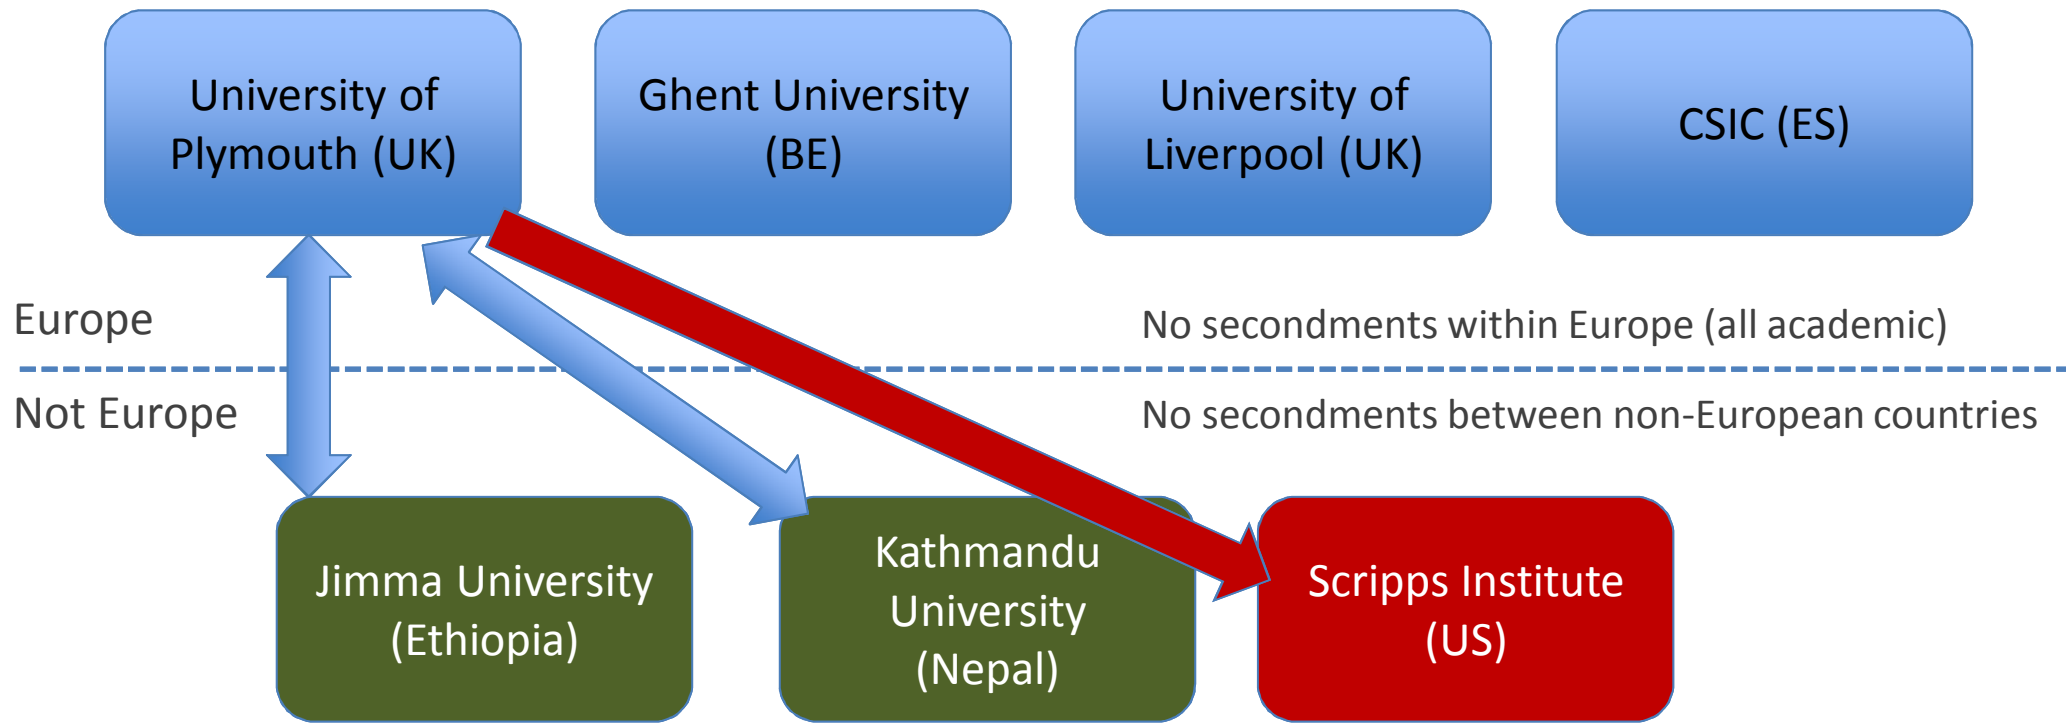 University of
Plymouth (UK)
Ghent University
(BE)
University of
Liverpool (UK)
CSIC (ES)
Europe
No secondments within Europe (all academic)
Not Europe
No secondments between non-European countries
Jimma University
(Ethiopia)
Kathmandu
University
(Nepal)
Scripps Institute
(US)